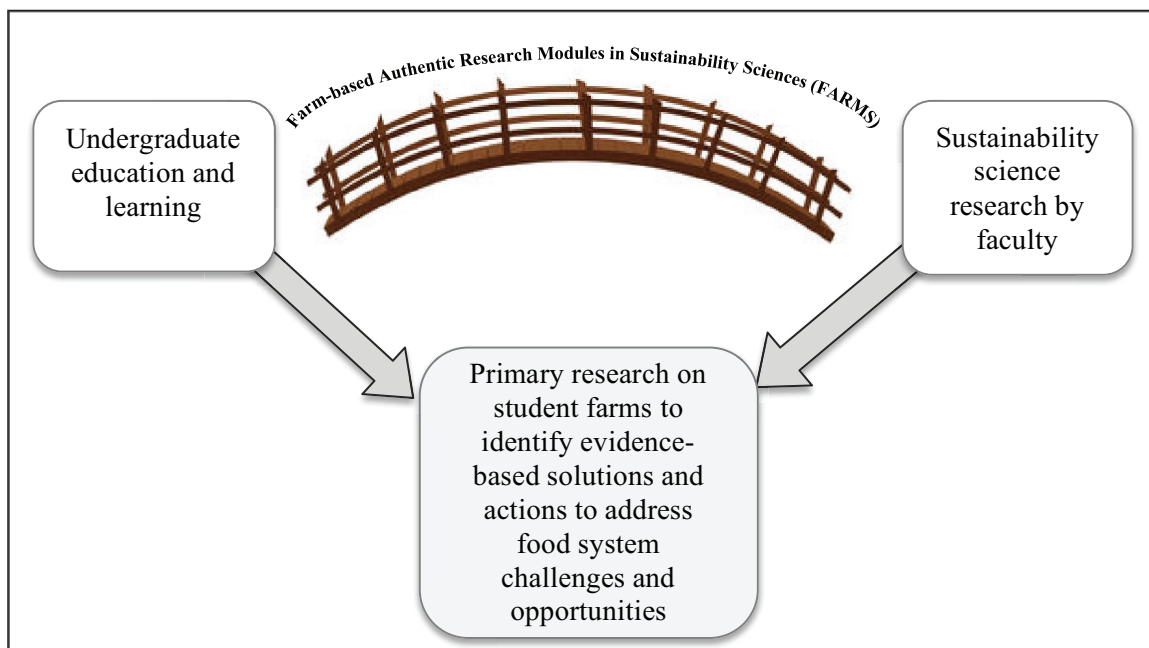 Farm-based Authentic Research Modules in Sustainability Sciences (FARMS)
Undergraduate
education and
learning
Sustainability
science
research by
faculty
Primary research on
student farms to
identify evidence-
based solutions and
actions to address
food system
challenges and
opportunities